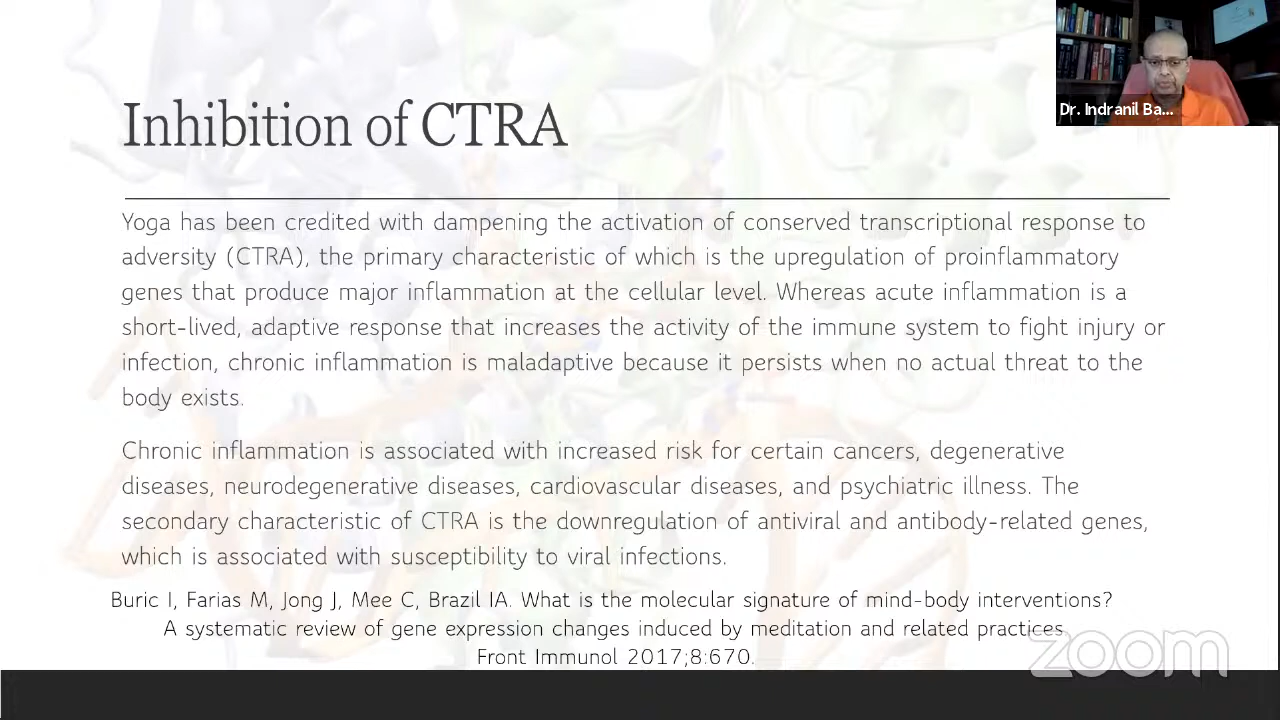 Dr. Indranil Ba...
Inhibition of CTRA
Yoga has been credited with dampening the activation of conserved transcriptional response to
adversity (CTRA), the primary characteristic of which is the upregulation of proinflammatory
genes that produce major inflammation at the cellular level. Whereas acute inflammation is a
short-lived, adaptive response that increases the activity of the immune system to fight injury or
infection, chronic inflammation is maladaptive because it persists when no actual threat to the
body exists.
Chronic inflammation is associated with increased risk for certain cancers, degenerative
diseases, neurodegenerative diseases, cardiovascular diseases, and psychiatric illness. The
secondary characteristic of CTRA is the downregulation of antiviral and antibody-related genes,
which is associated with susceptibility to viral infections.
Buric I, Farias M, Jong J, Mee C, Brazil IA. What is the molecular signature of mind-body interventions?
A systematic review of gene expression changes induced by meditation and related practices.
Front Immunol 2017;8:670.
zoom